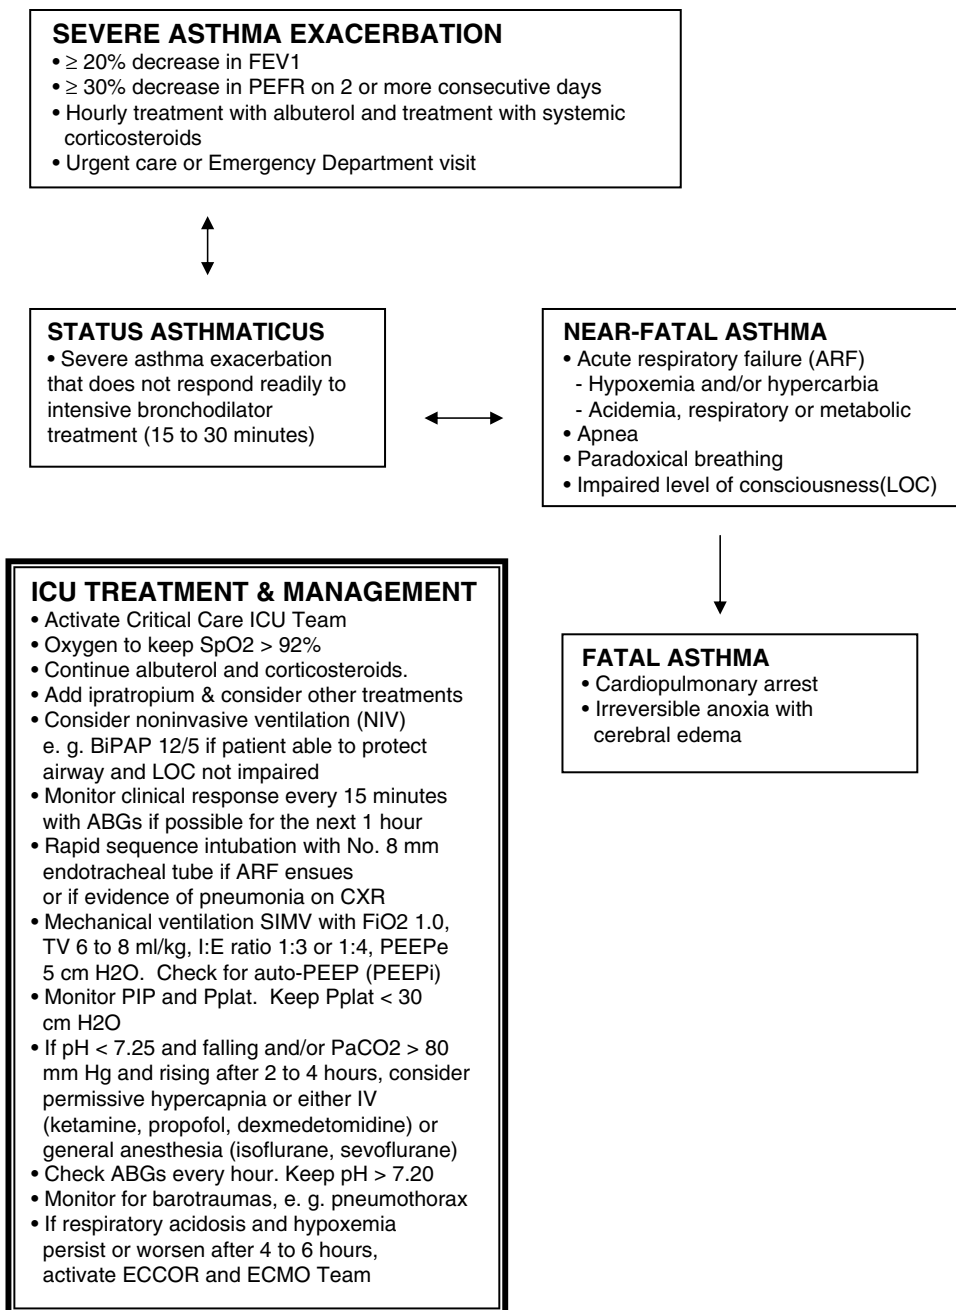 SEVERE ASTHMA EXACERBATION
• ≥ 20% decrease in FEV1
• ≥ 30% decrease in PEFR on 2 or more consecutive days
• Hourly treatment with albuterol and treatment with systemic
corticosteroids
• Urgent care or Emergency Department visit
STATUS ASTHMATICUS
• Severe asthma exacerbation
that does not respond readily to
intensive bronchodilator
treatment (15 to 30 minutes)
NEAR-FATAL ASTHMA
• Acute respiratory failure (ARF)
- Hypoxemia and/or hypercarbia
- Acidemia, respiratory or metabolic
• Apnea
• Paradoxical breathing
• Impaired level of consciousness(LOC)
ICU TREATMENT & MANAGEMENT
• Activate Critical Care ICU Team
• Oxygen to keep SpO2 > 92%
• Continue albuterol and corticosteroids.
• Add ipratropium & consider other treatments
• Consider noninvasive ventilation (NIV)
e. g. BiPAP 12/5 if patient able to protect
airway and LOC not impaired
• Monitor clinical response every 15 minutes
with ABGs if possible for the next 1 hour
• Rapid sequence intubation with No. 8 mm
endotracheal tube if ARF ensues
or if evidence of pneumonia on CXR
• Mechanical ventilation SIMV with FiO2 1.0,
TV 6 to 8 ml/kg, I:E ratio 1:3 or 1:4, PEEPe
5 cm H2O. Check for auto-PEEP (PEEPi)
• Monitor PIP and Pplat. Keep Pplat < 30
cm H2O
• If pH < 7.25 and falling and/or PaCO2 > 80
mm Hg and rising after 2 to 4 hours, consider
permissive hypercapnia or either IV
(ketamine, propofol, dexmedetomidine) or
general anesthesia (isoflurane, sevoflurane)
• Check ABGs every hour. Keep pH > 7.20
• Monitor for barotraumas, e. g. pneumothorax
• If respiratory acidosis and hypoxemia
persist or worsen after 4 to 6 hours,
activate ECCOR and ECMO Team
FATAL ASTHMA
• Cardiopulmonary arrest
• Irreversible anoxia with
cerebral edema